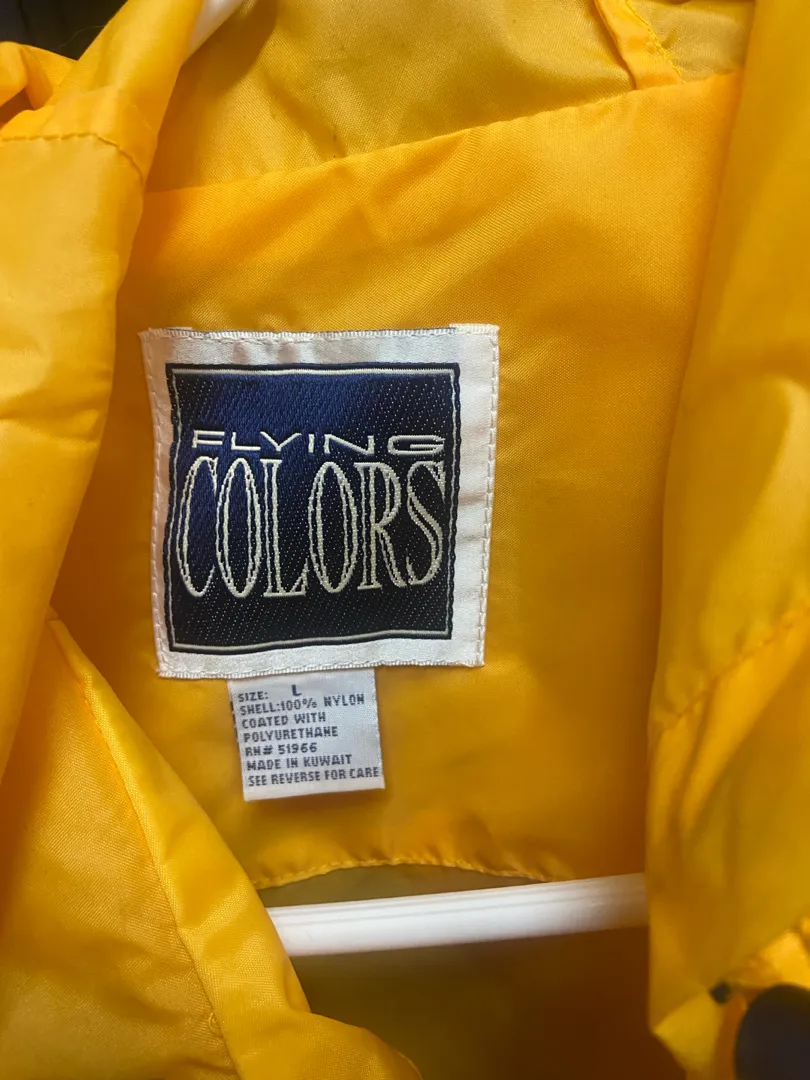 FLYING
COLORS
SIZE: L
SHELL:100% NYLON
COATED WITH
POLYURETHANE
RN# 51966
MADE IN KUWAIT
SEE REVERSE FOR CARE